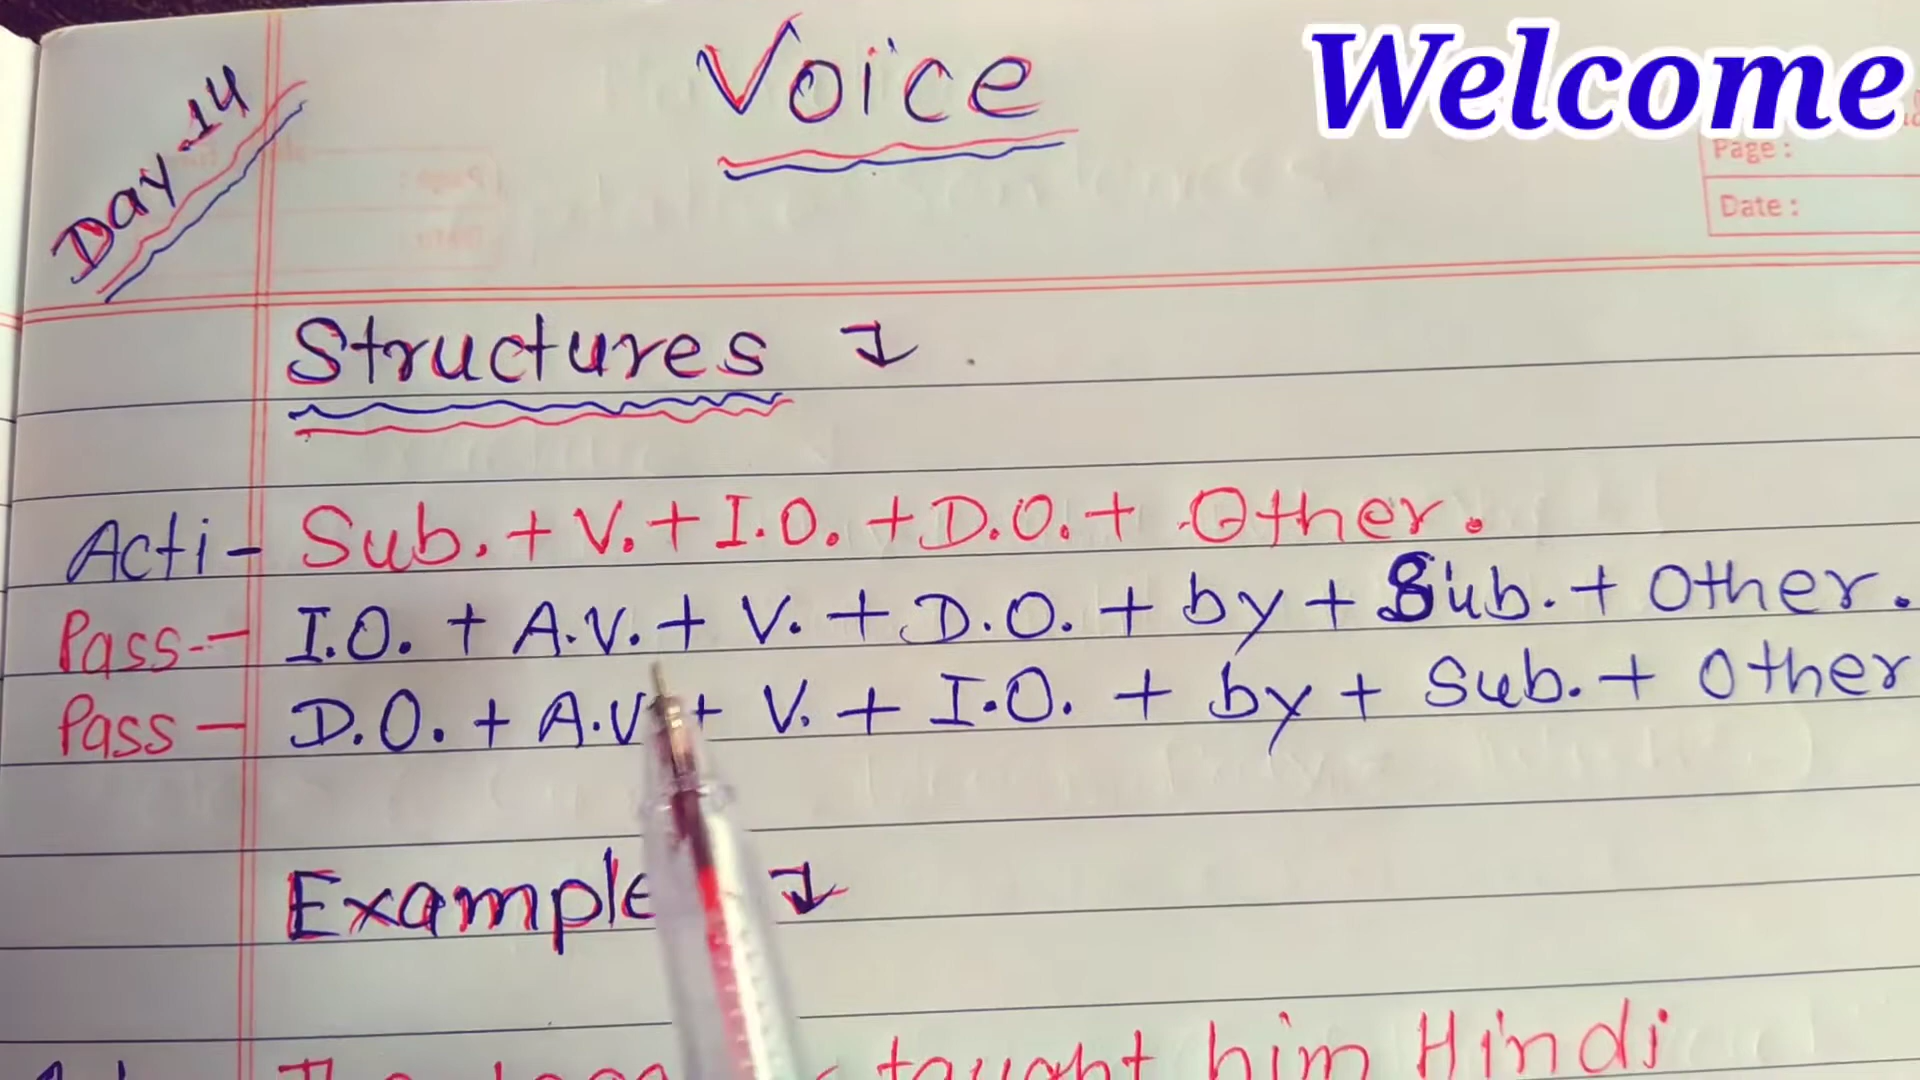 Welcome
Voice
Day-14
Page :
Date :
Structures
Acti- Sub. + V. + I.O. + D.O. + Other.
Pass- I.O. + A.V. + V. + D.O. + by + Sub. + Other.
Pass - D.O. + A.V + V. + I.O. + by + Sub. + Other
Example
taught him Hindi